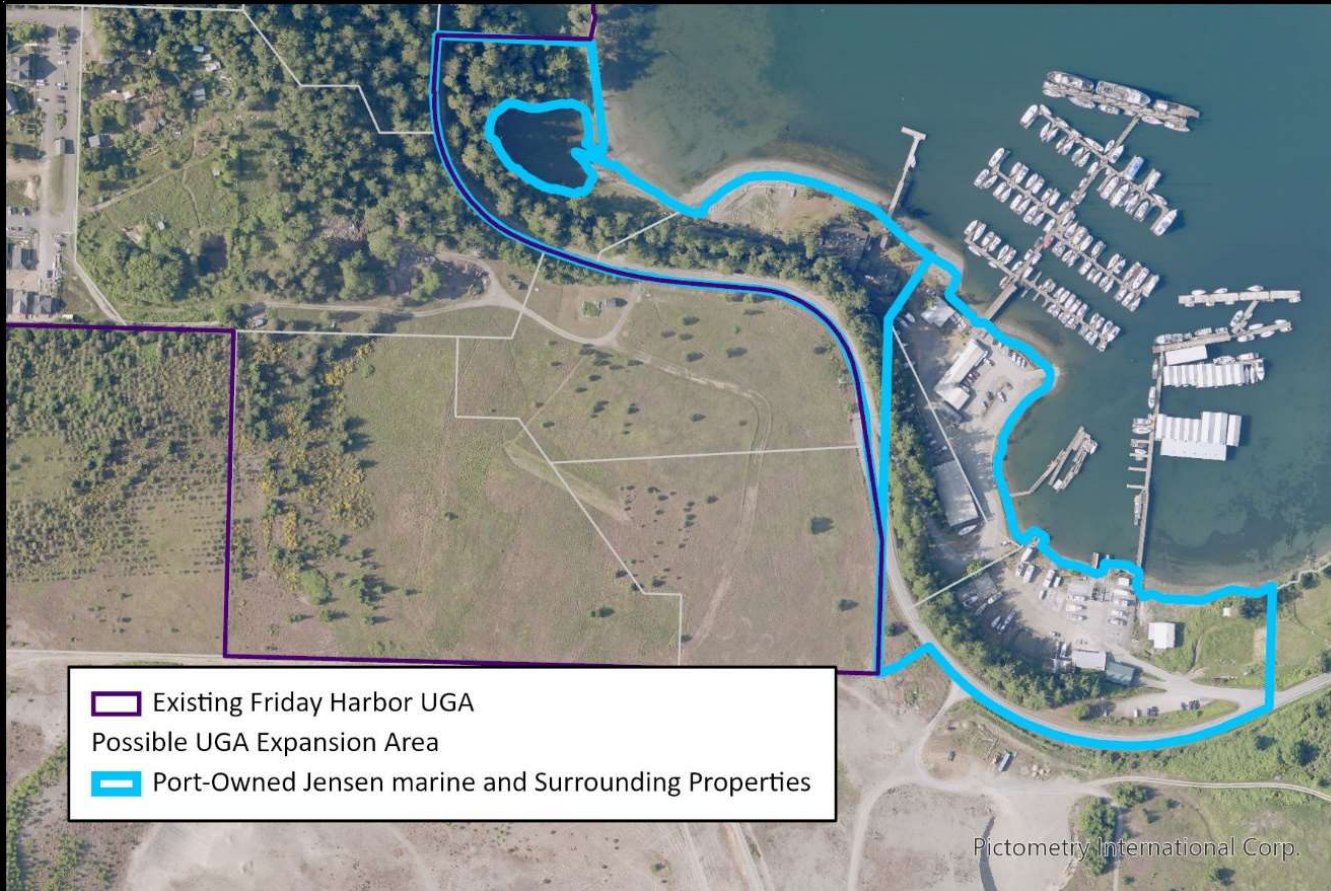 Existing Friday Harbor UGA
Possible UGA Expansion Area
Port-Owned Jensen marine and Surrounding Properties
Pictometry International Corp.